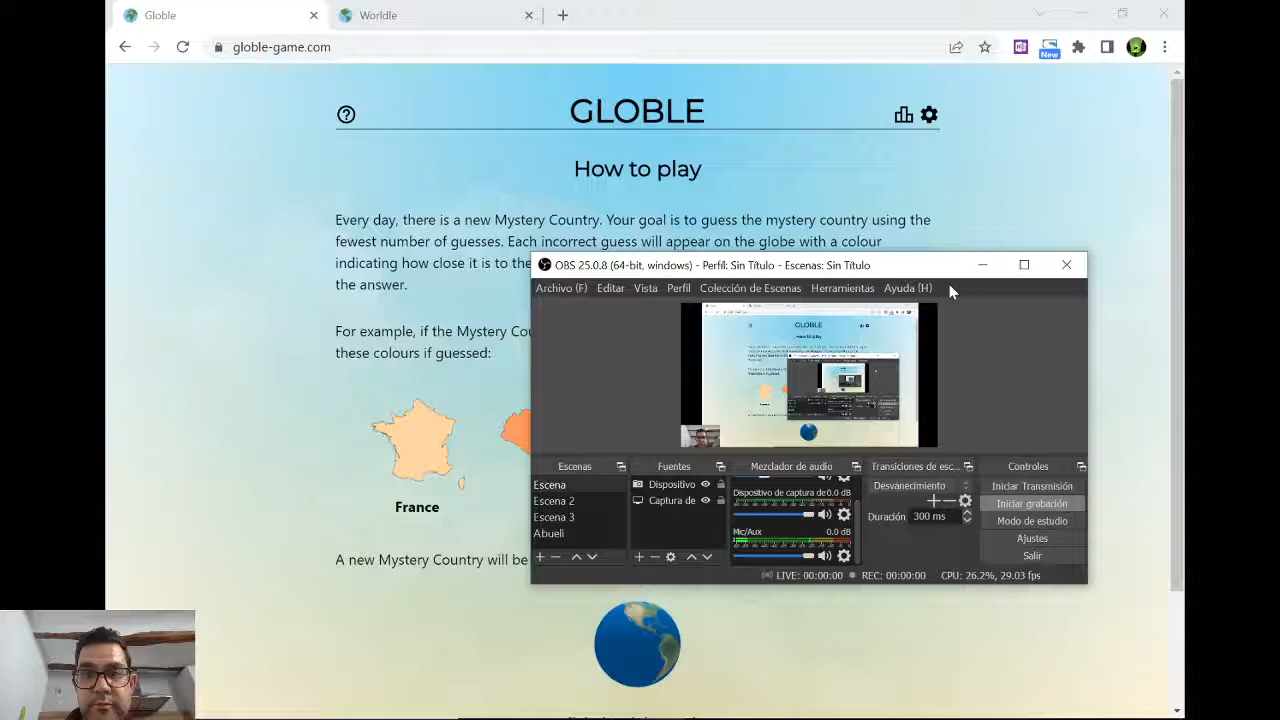 Globle
Worldle
globle-game.com
New
GLOBLE
How to play
Every day, there is a new Mystery Country. Your goal is to guess the mystery country using the
fewest number of guesses. Each incorrect guess will appear on the globe with a colour
indicating how close it is to the
the answer.
For example, if the Mystery Cou
these colours if guessed:
France
A new Mystery Country will be
OBS 25.0.8 (64-bit, windows) - Perfil: Sin Título - Escenas: Sin Título
Archivo (F) Editar Vista Perfil Colección de Escenas Herramientas Ayuda (H)
GLOBLE
How to play
Escenas Fuentes Mezclador de audio Transiciones de esc... Controles
Escena
Escena 2
Escena 3
Abueli
Dispositivo
Captura de
Dispositivo de captura de 0.0 dB
Mic/Aux 0.0 dB
Desvanecimiento
Duración 300 ms
Iniciar Transmisión
Iniciar grabación
Modo de estudio
Ajustes
Salir
LIVE: 00:00:00 REC: 00:00:00 CPU: 26.2%, 29.03 fps